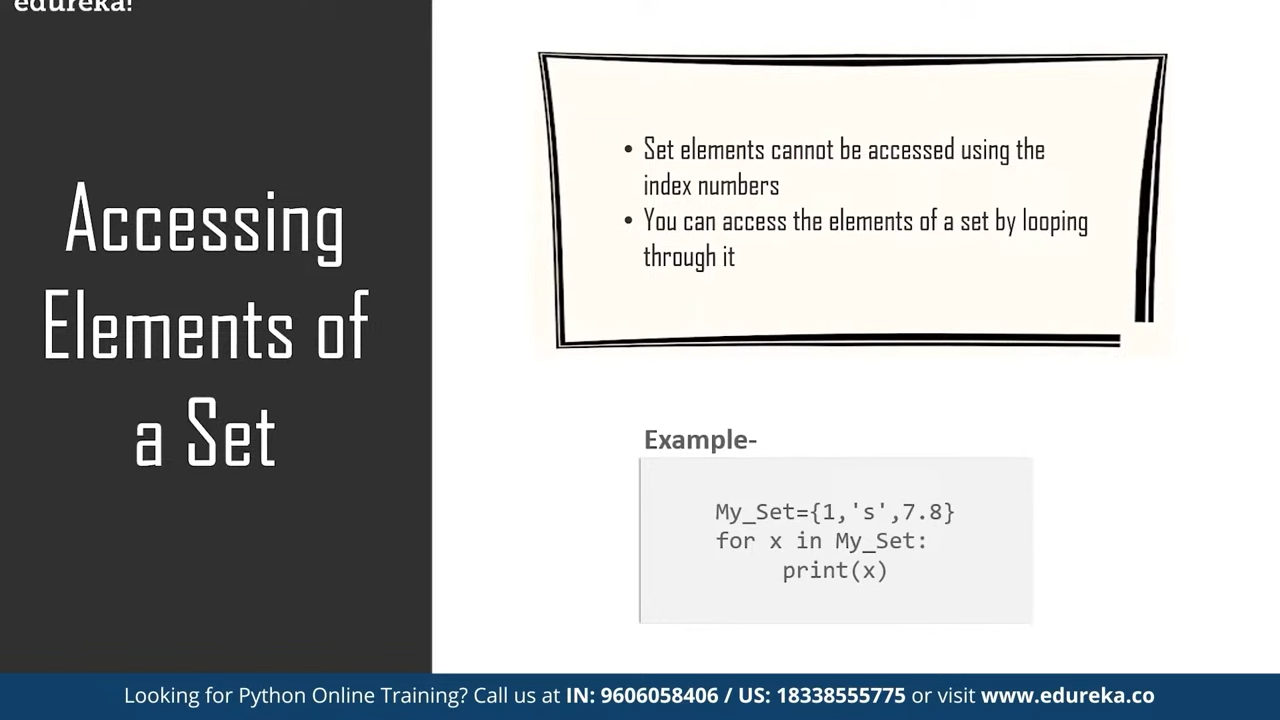 edureka!
Accessing
Elements of
a Set
• Set elements cannot be accessed using the
index numbers
• You can access the elements of a set by looping
through it
Example-
My_Set={1,'s',7.8}
for x in My_Set:
print(x)
Looking for Python Online Training? Call us at IN: 9606058406 / US: 18338555775 or visit www.edureka.co